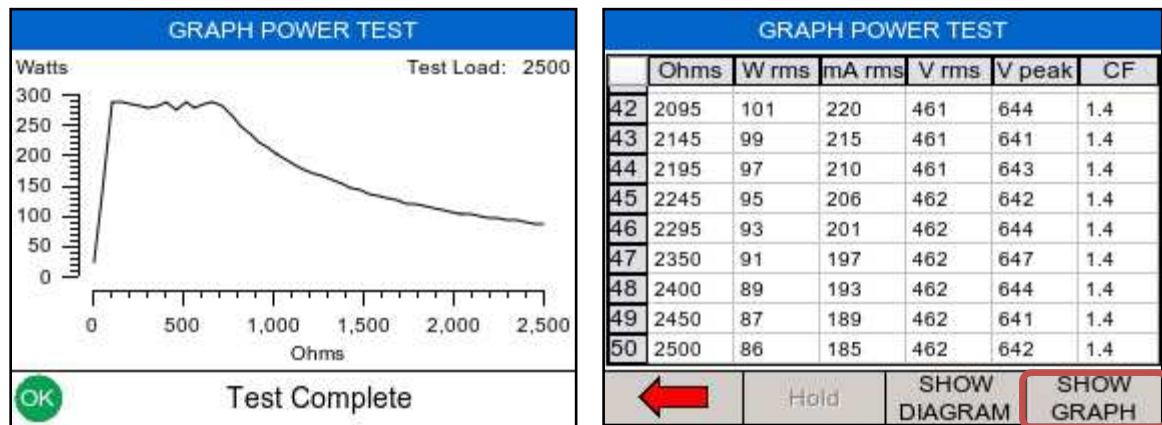 GRAPH POWER TEST
Watts Test Load: 2500
300
250
200
150
100
50
0
0 500 1,000 1,500 2,000 2,500
Ohms
OK Test Complete
GRAPH POWER TEST
Ohms W rms mA rms V rms V peak CF
42 2095 101 220 461 644 1.4
43 2145 99 215 461 641 1.4
44 2195 97 210 461 643 1.4
45 2245 95 206 462 642 1.4
46 2295 93 201 462 644 1.4
47 2350 91 197 462 647 1.4
48 2400 89 193 462 644 1.4
49 2450 87 189 462 641 1.4
50 2500 86 185 462 642 1.4
Hold
SHOW
DIAGRAM
SHOW
GRAPH